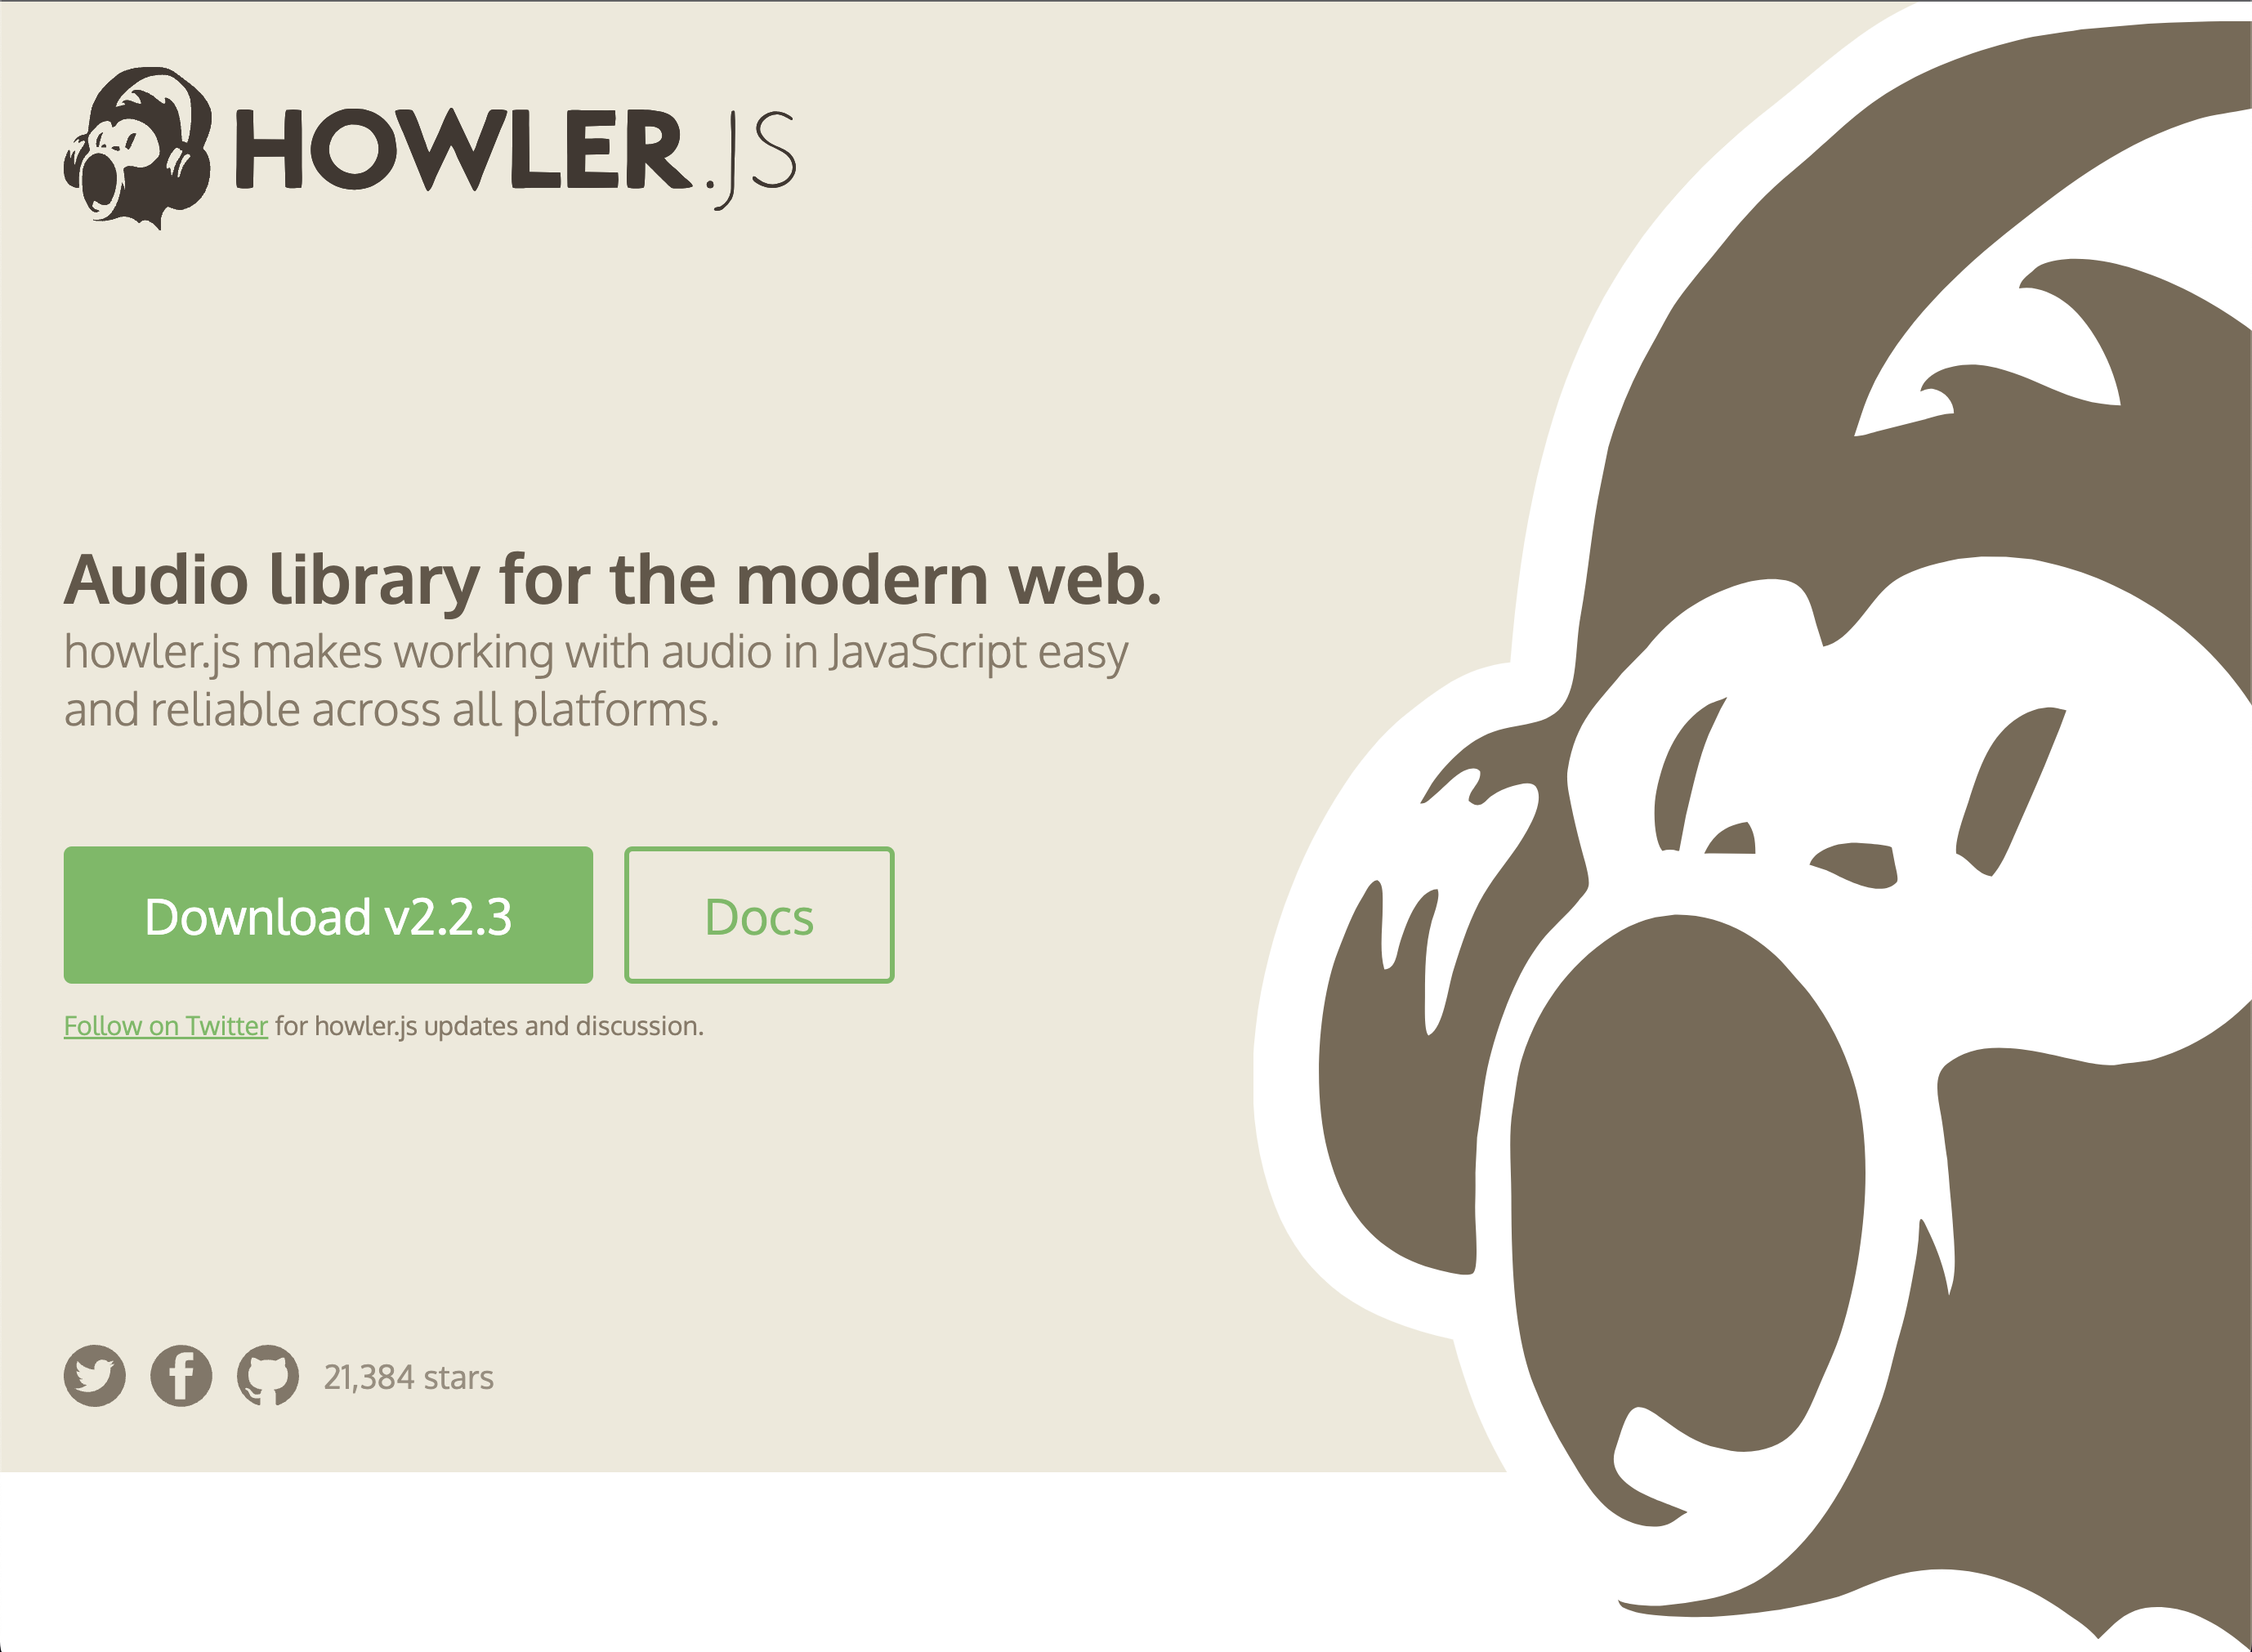 HOWLER.JS
Audio library for the modern web.
howler.js makes working with audio in JavaScript easy
and reliable across all platforms.
Download v2.2.3
Docs
Follow on Twitter for howler.js updates and discussion.
21,384 stars